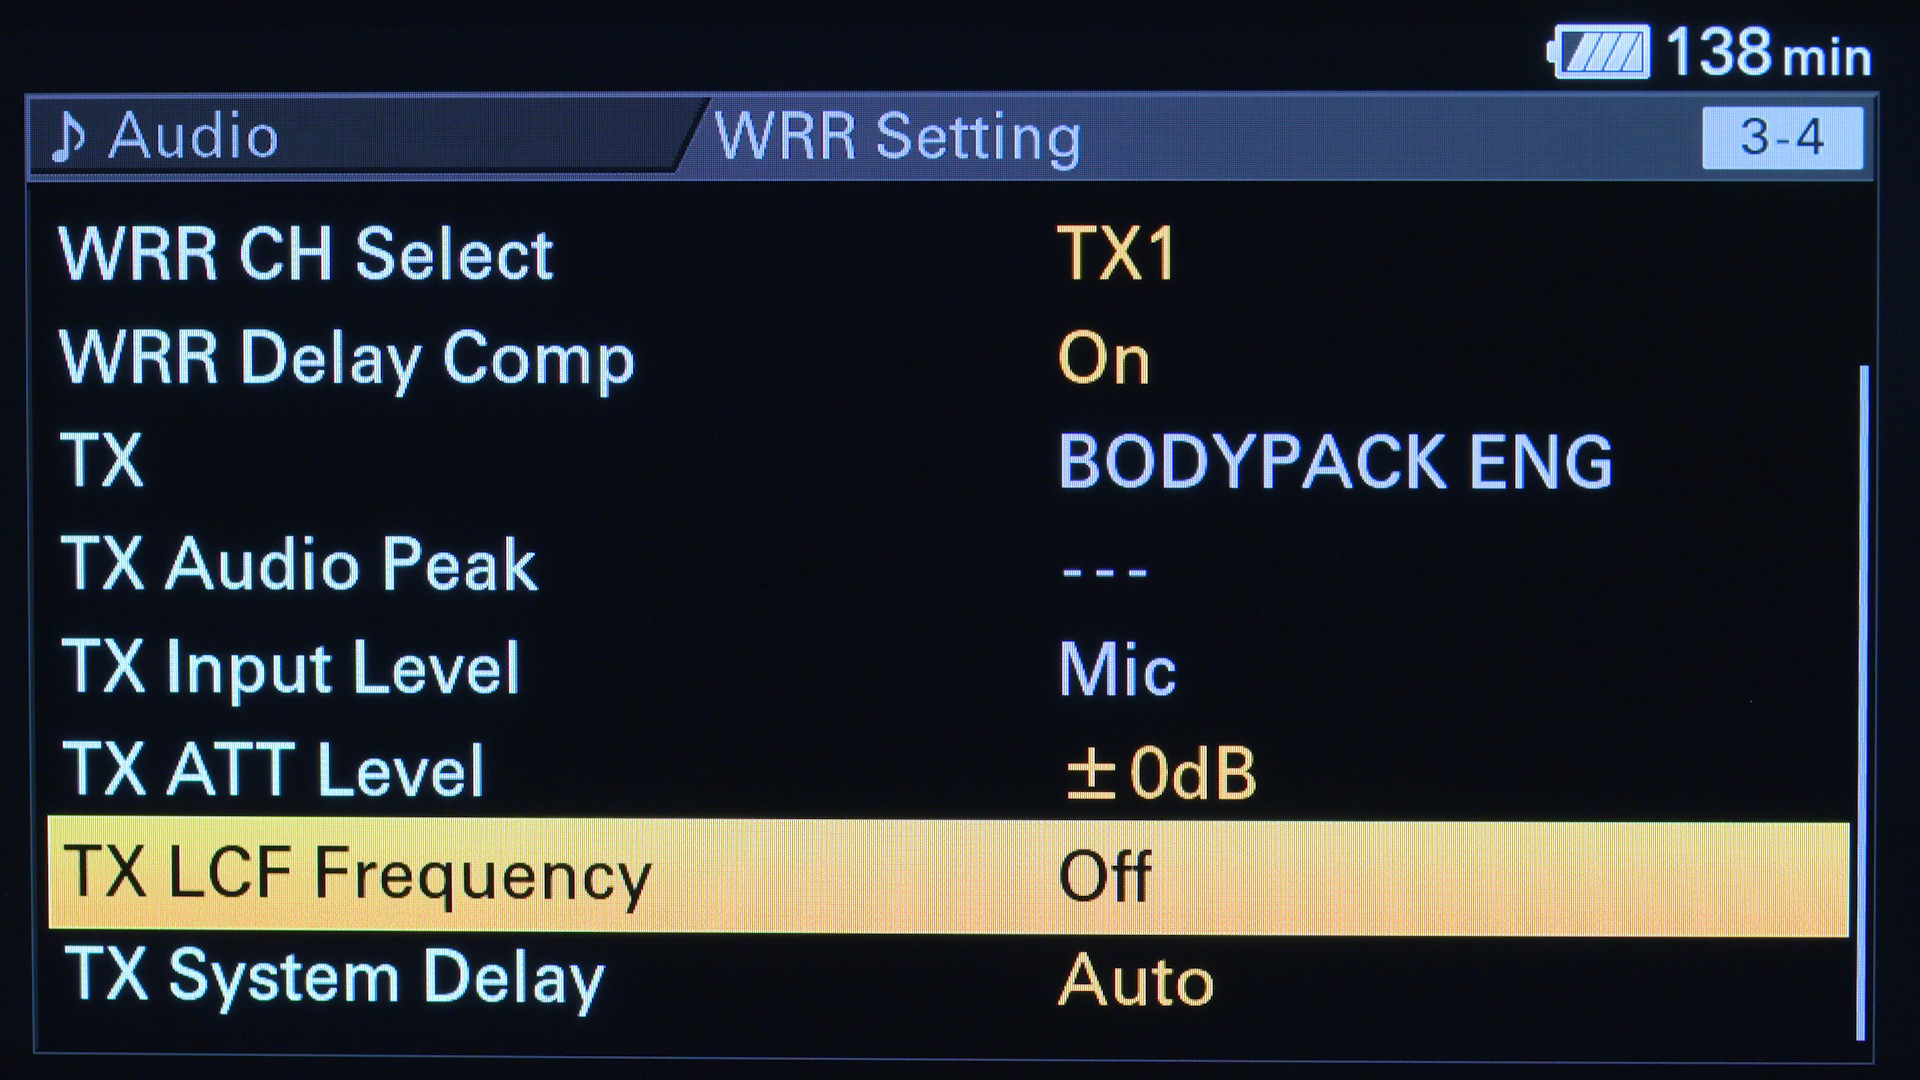 138 min
♪ Audio WRR Setting 3-4
WRR CH Select TX1
WRR Delay Comp On
TX BODYPACK ENG
TX Audio Peak ---
TX Input Level Mic
TX ATT Level ±0dB
TX LCF Frequency Off
TX System Delay Auto